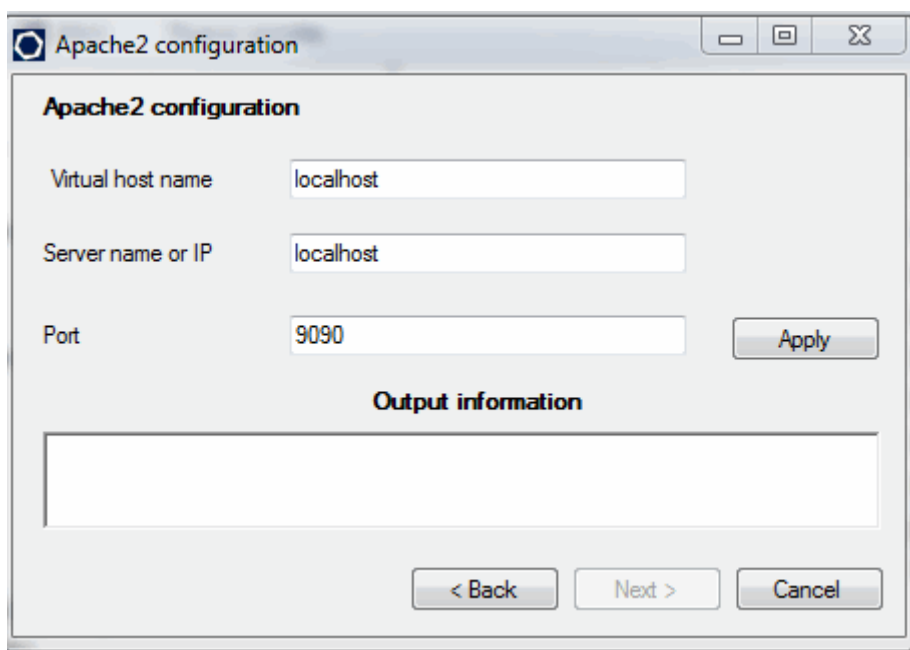 Apache2 configuration
Apache2 configuration
Virtual host name
localhost
Server name or IP
localhost
Port
9090
Apply
Output information
< Back
Next >
Cancel